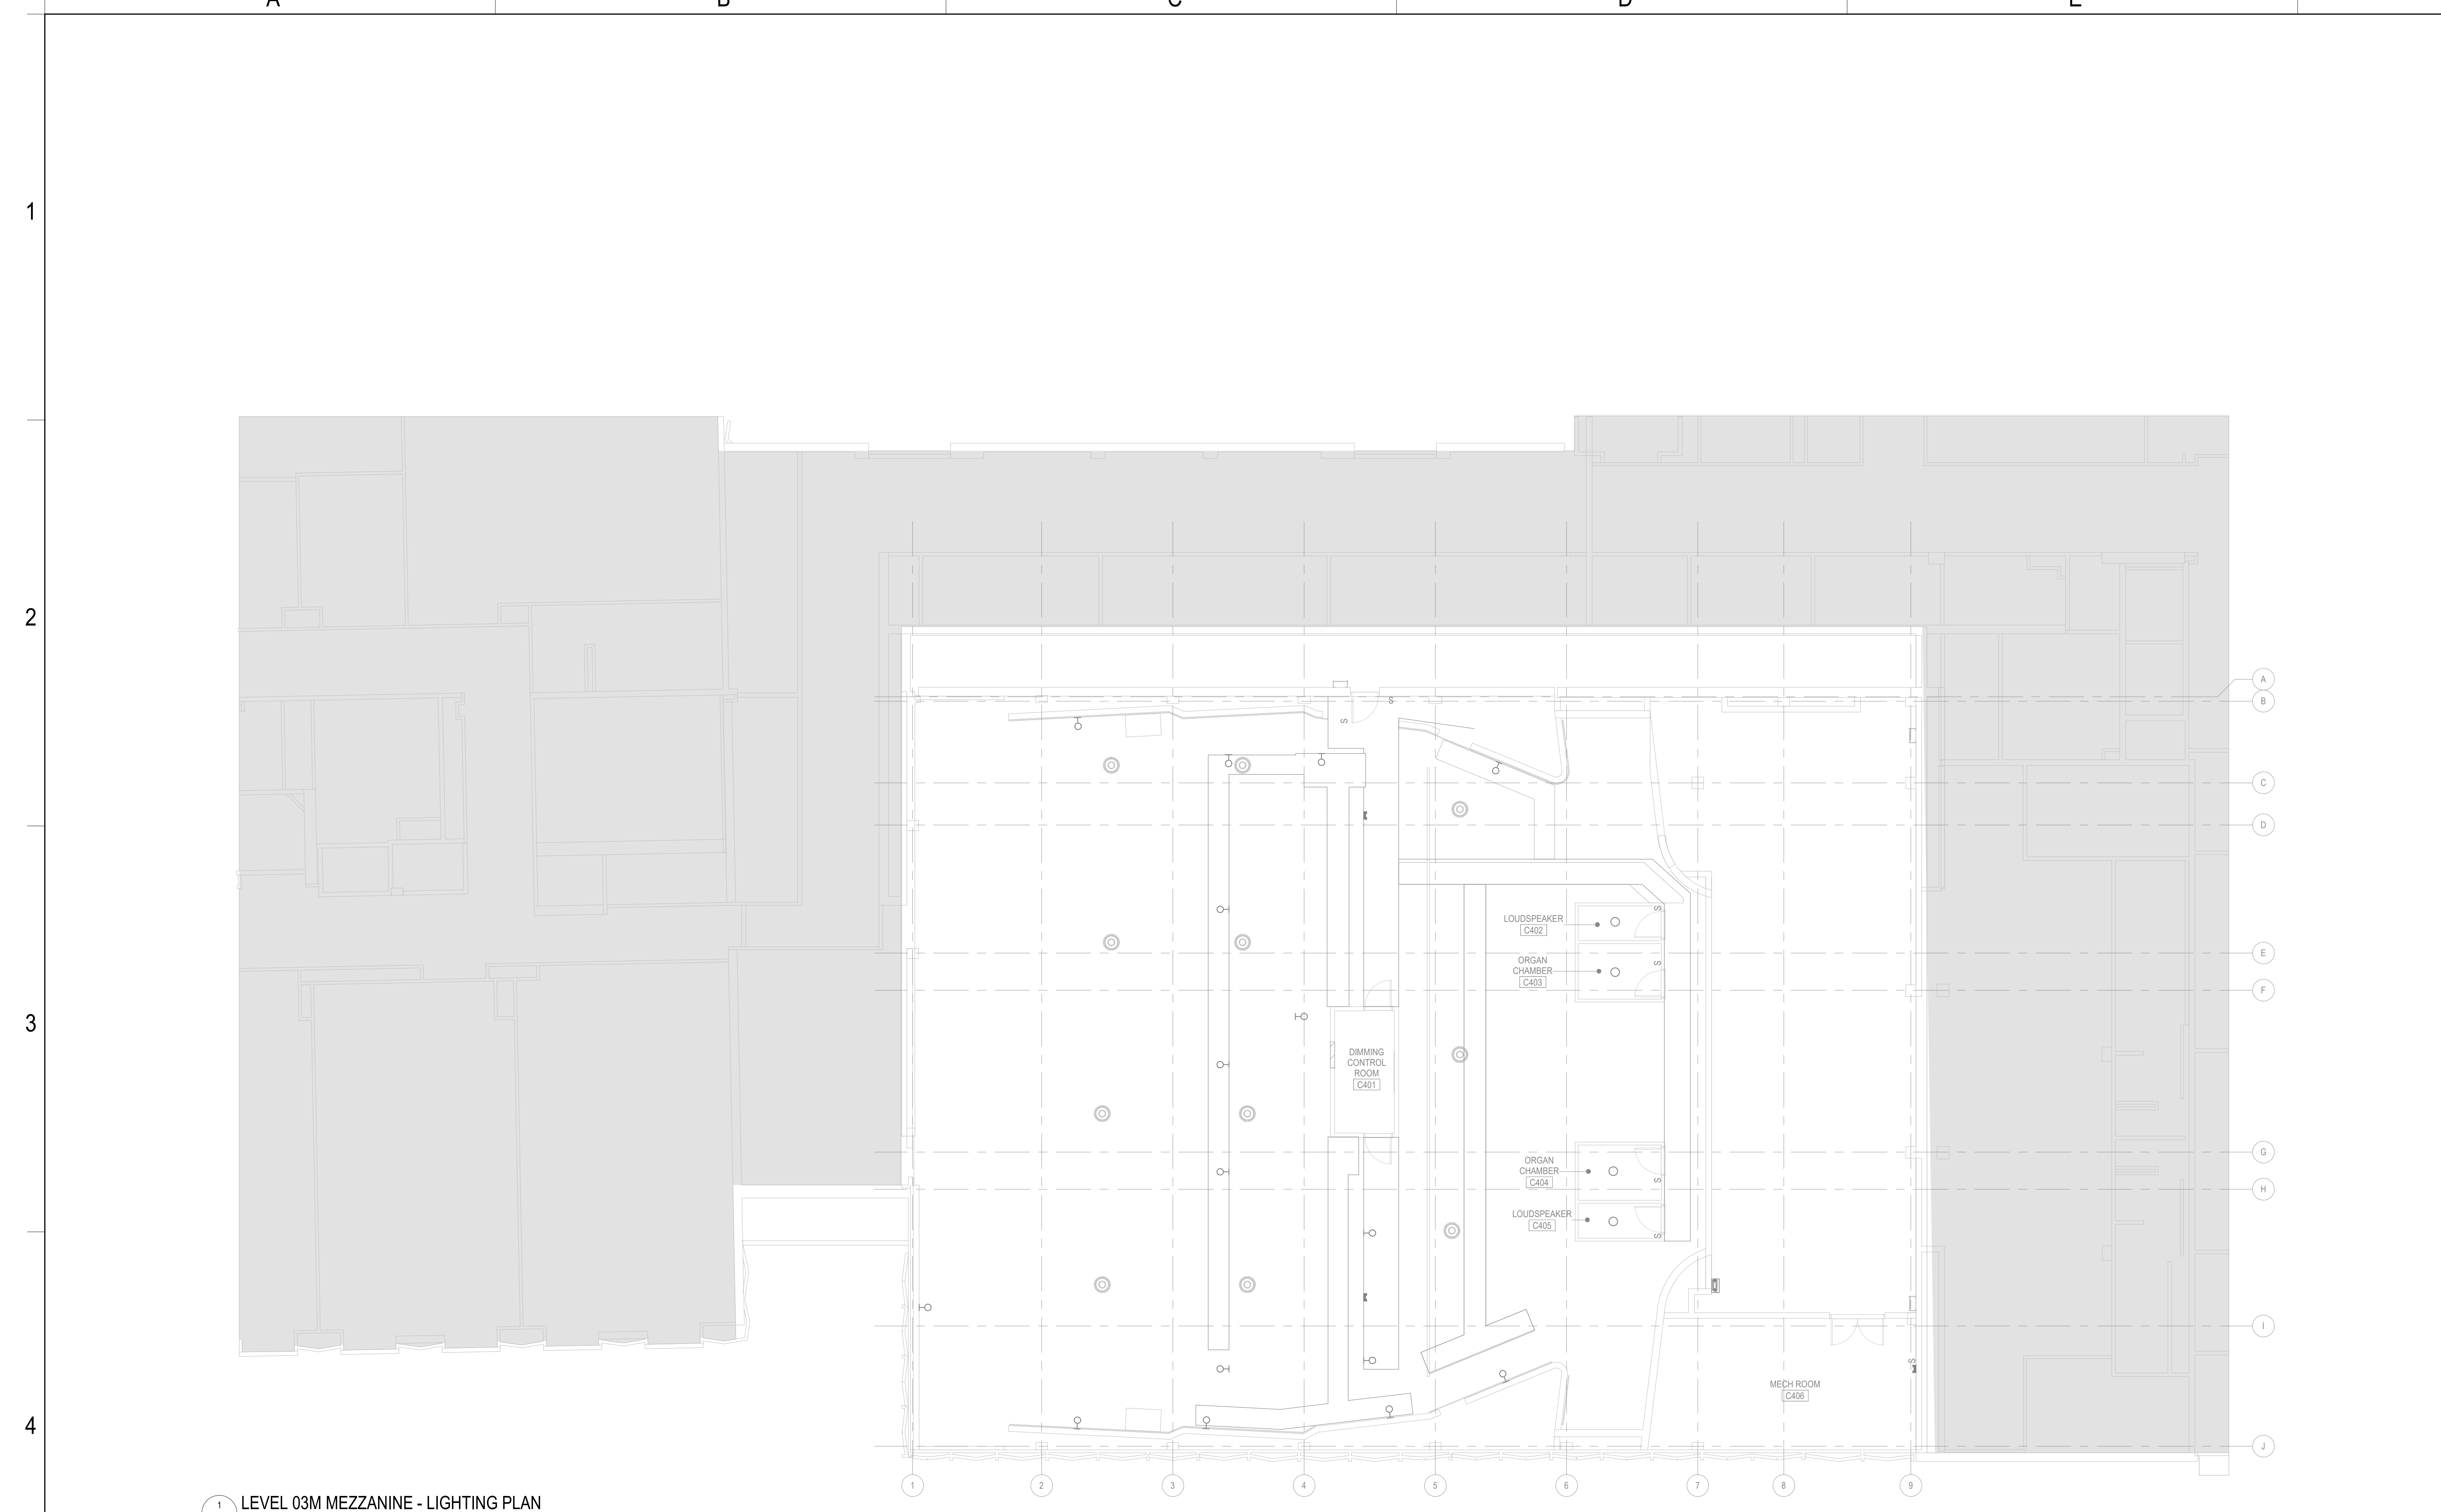 A B C D E
1
2
A
B
S
S
C
D
S
LOUDSPEAKER
C402
E
ORGAN
CHAMBER
C403
S
F
3
DIMMING
CONTROL
ROOM
C401
G
ORGAN
CHAMBER
C404
S
H
LOUDSPEAKER
C405
S
I
S
MECH ROOM
C406
4
J
1 2 3 4 5 6 7 8 9
1 LEVEL 03M MEZZANINE - LIGHTING PLAN